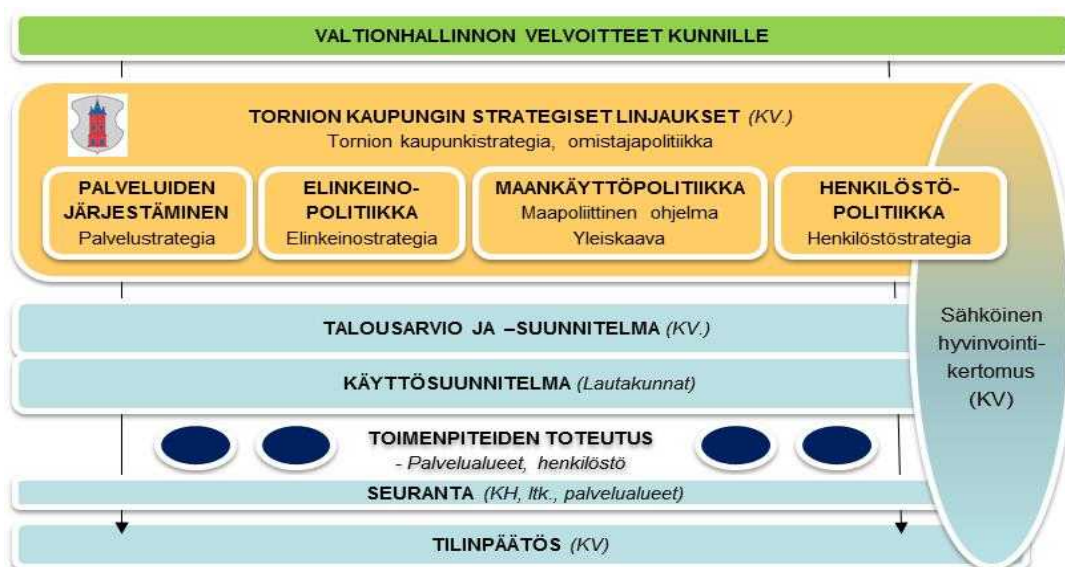 VALTIONHALLINNON VELVOITTEET KUNNILLE
TORNION KAUPUNGIN STRATEGISET LINJAUKSET (KV.)
Tornion kaupunkistrategia, omistajapolitiikka
PALVELUIDEN
JÄRJESTÄMINEN
Palvelustrategia
ELINKEINO-
POLITIIKKA
Elinkeinostrategia
MAANKÄYTTÖPOLITIIKKA
Maapoliittinen ohjelma
Yleiskaava
HENKILÖSTÖ-
POLITIIKKA
Henkilöstöstrategia
TALOUSARVIO JA –SUUNNITELMA (KV.)
KÄYTTÖSUUNNITELMA (Lautakunnat)
TOIMENPITEIDEN TOTEUTUS
- Palvelualueet, henkilöstö
SEURANTA (KH, ltk., palvelualueet)
TILINPÄÄTÖS (KV)
Sähköinen
hyvinvointi-
kertomus
(KV)